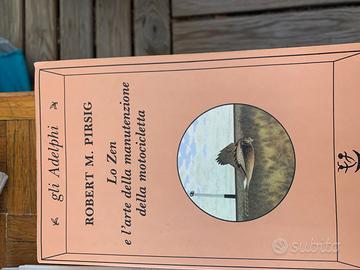 gli Adelphi
ROBERT M. PIRSIG
Lo Zen
e l'arte della manutenzione
della motocicletta
subito